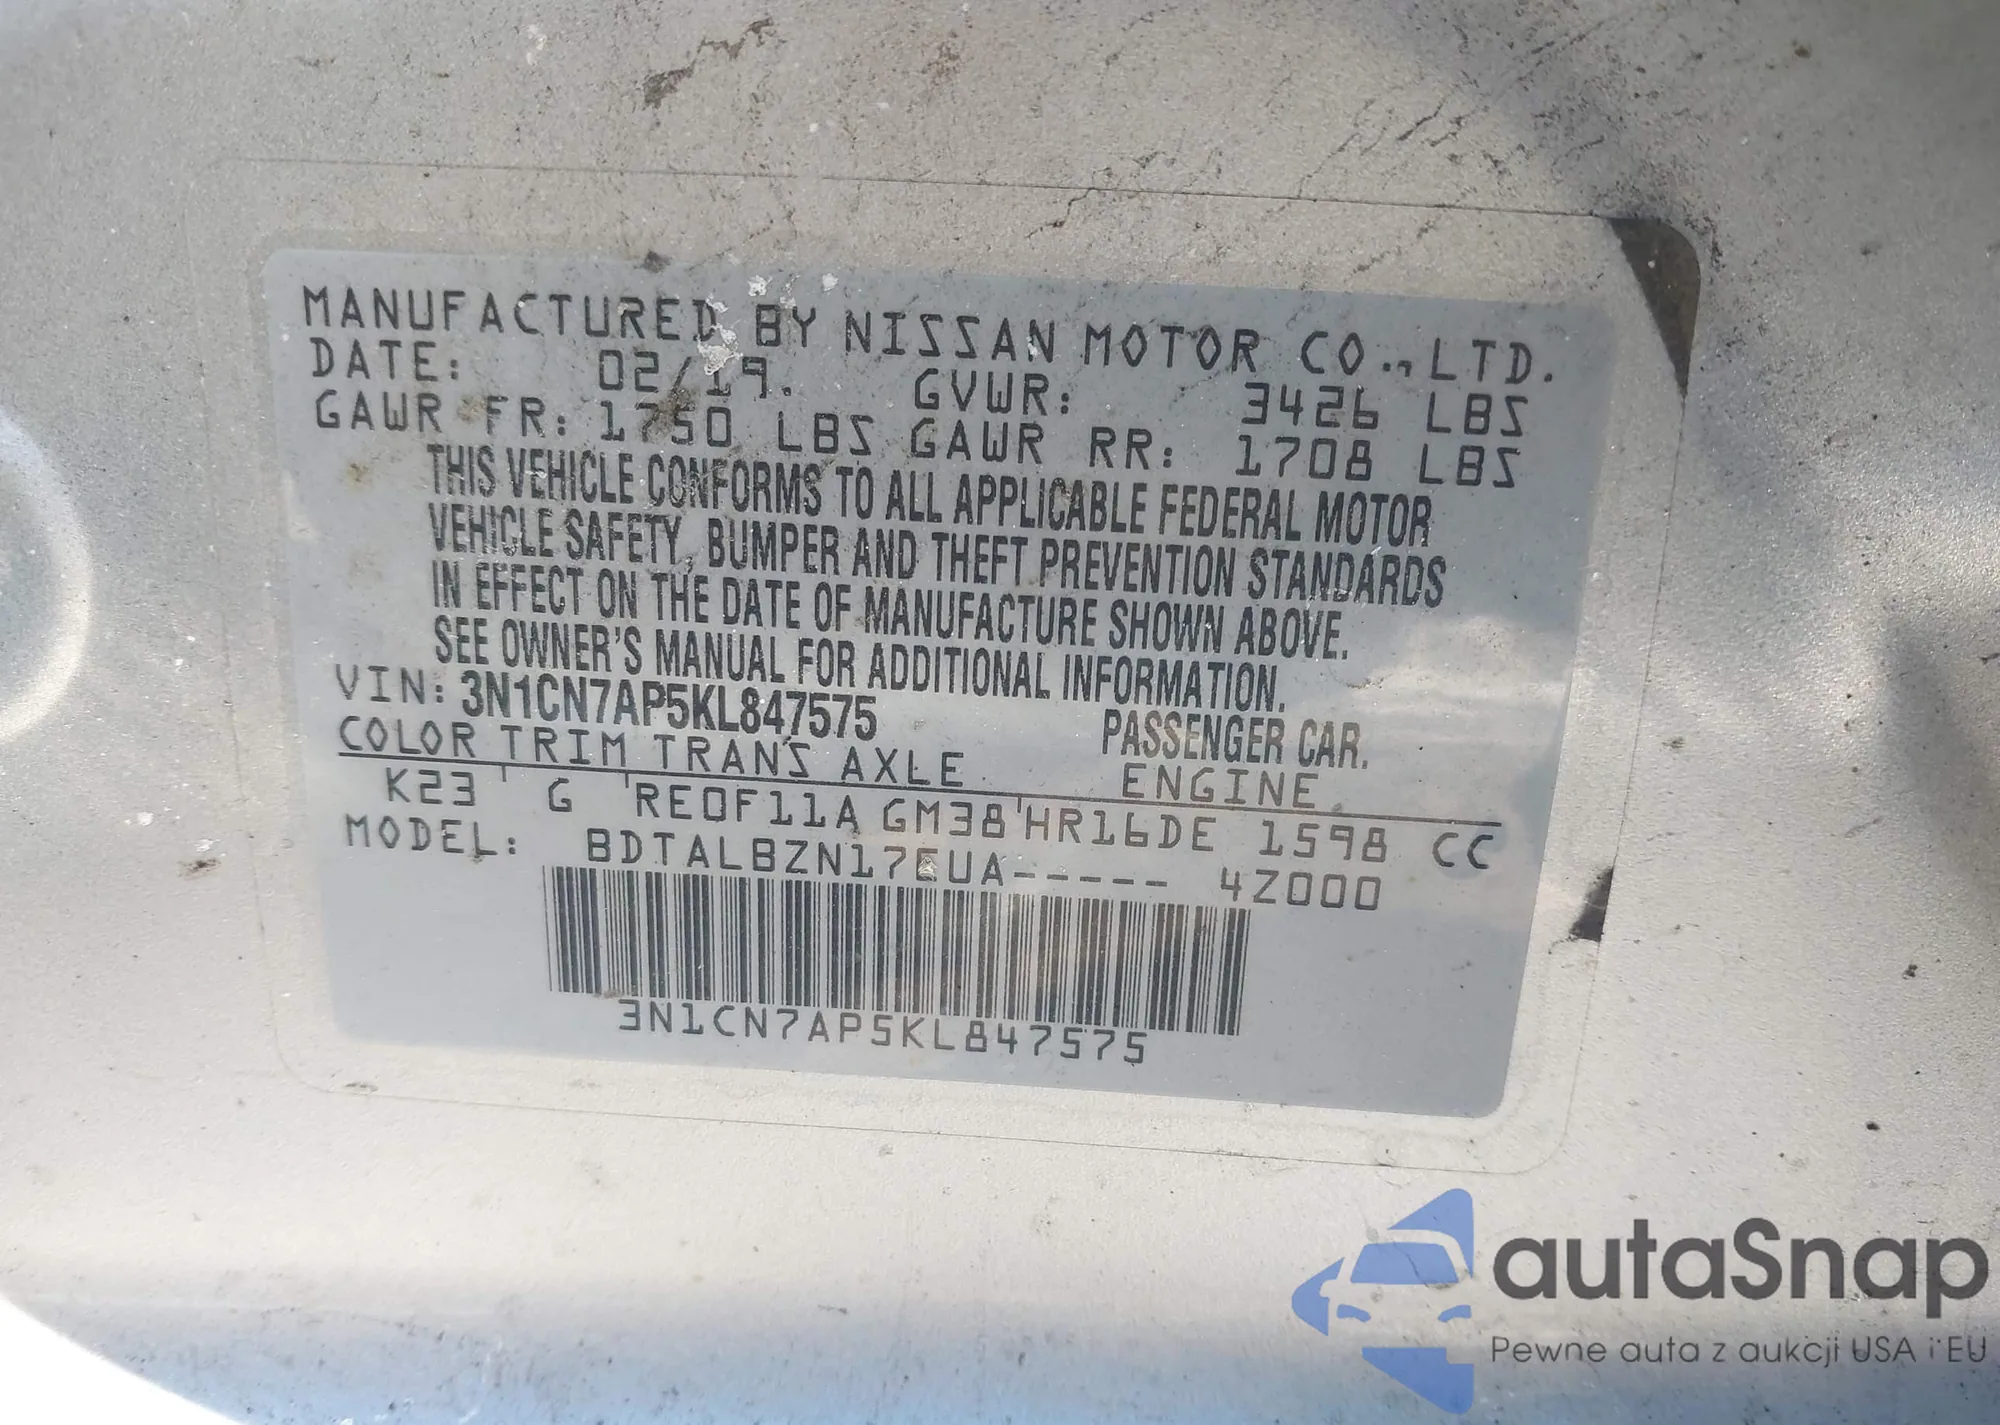 MANUFACTURED BY NISSAN MOTOR CO., LTD.
DATE: 02/19. GVWR: 3426 LBS
GAWR FR: 1750 LBS GAWR RR: 1708 LBS
THIS VEHICLE CONFORMS TO ALL APPLICABLE FEDERAL MOTOR
VEHICLE SAFETY, BUMPER AND THEFT PREVENTION STANDARDS
IN EFFECT ON THE DATE OF MANUFACTURE SHOWN ABOVE.
SEE OWNER'S MANUAL FOR ADDITIONAL INFORMATION.
VIN: 3N1CN7AP5KL847575 PASSENGER CAR.
COLOR TRIM TRANS AXLE ENGINE
K23 G RE0F11A GM38 HR16DE 1598 CC
MODEL: BDTALBZN17EUA----- 4Z000
3N1CN7AP5KL847575
autaSnap
Pewne auta z aukcji USA i EU